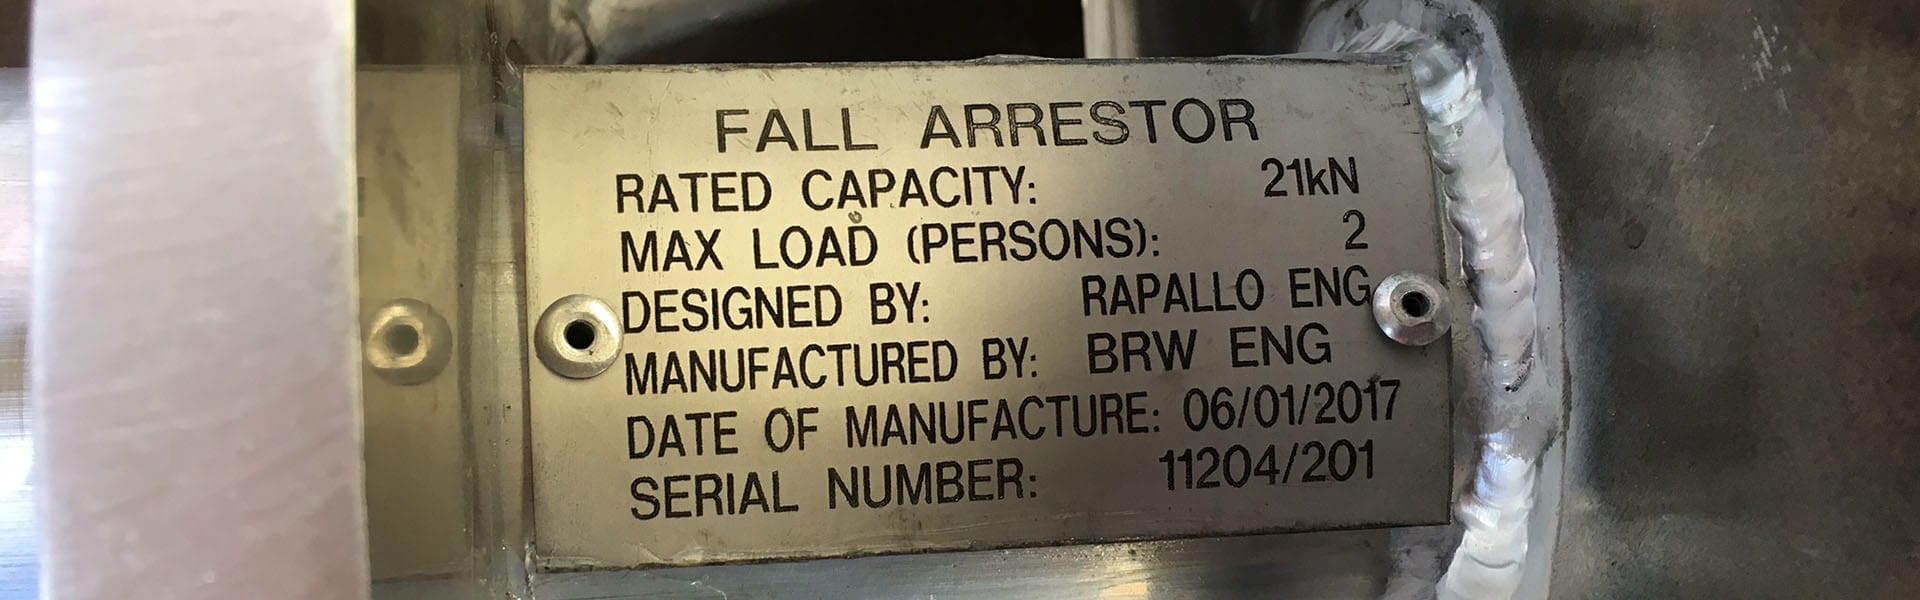 FALL ARRESTOR
RATED CAPACITY: 21kN
MAX LOAD (PERSONS): 2
DESIGNED BY: RAPALLO ENG
MANUFACTURED BY: BRW ENG
DATE OF MANUFACTURE: 06/01/2017
SERIAL NUMBER: 11204/201